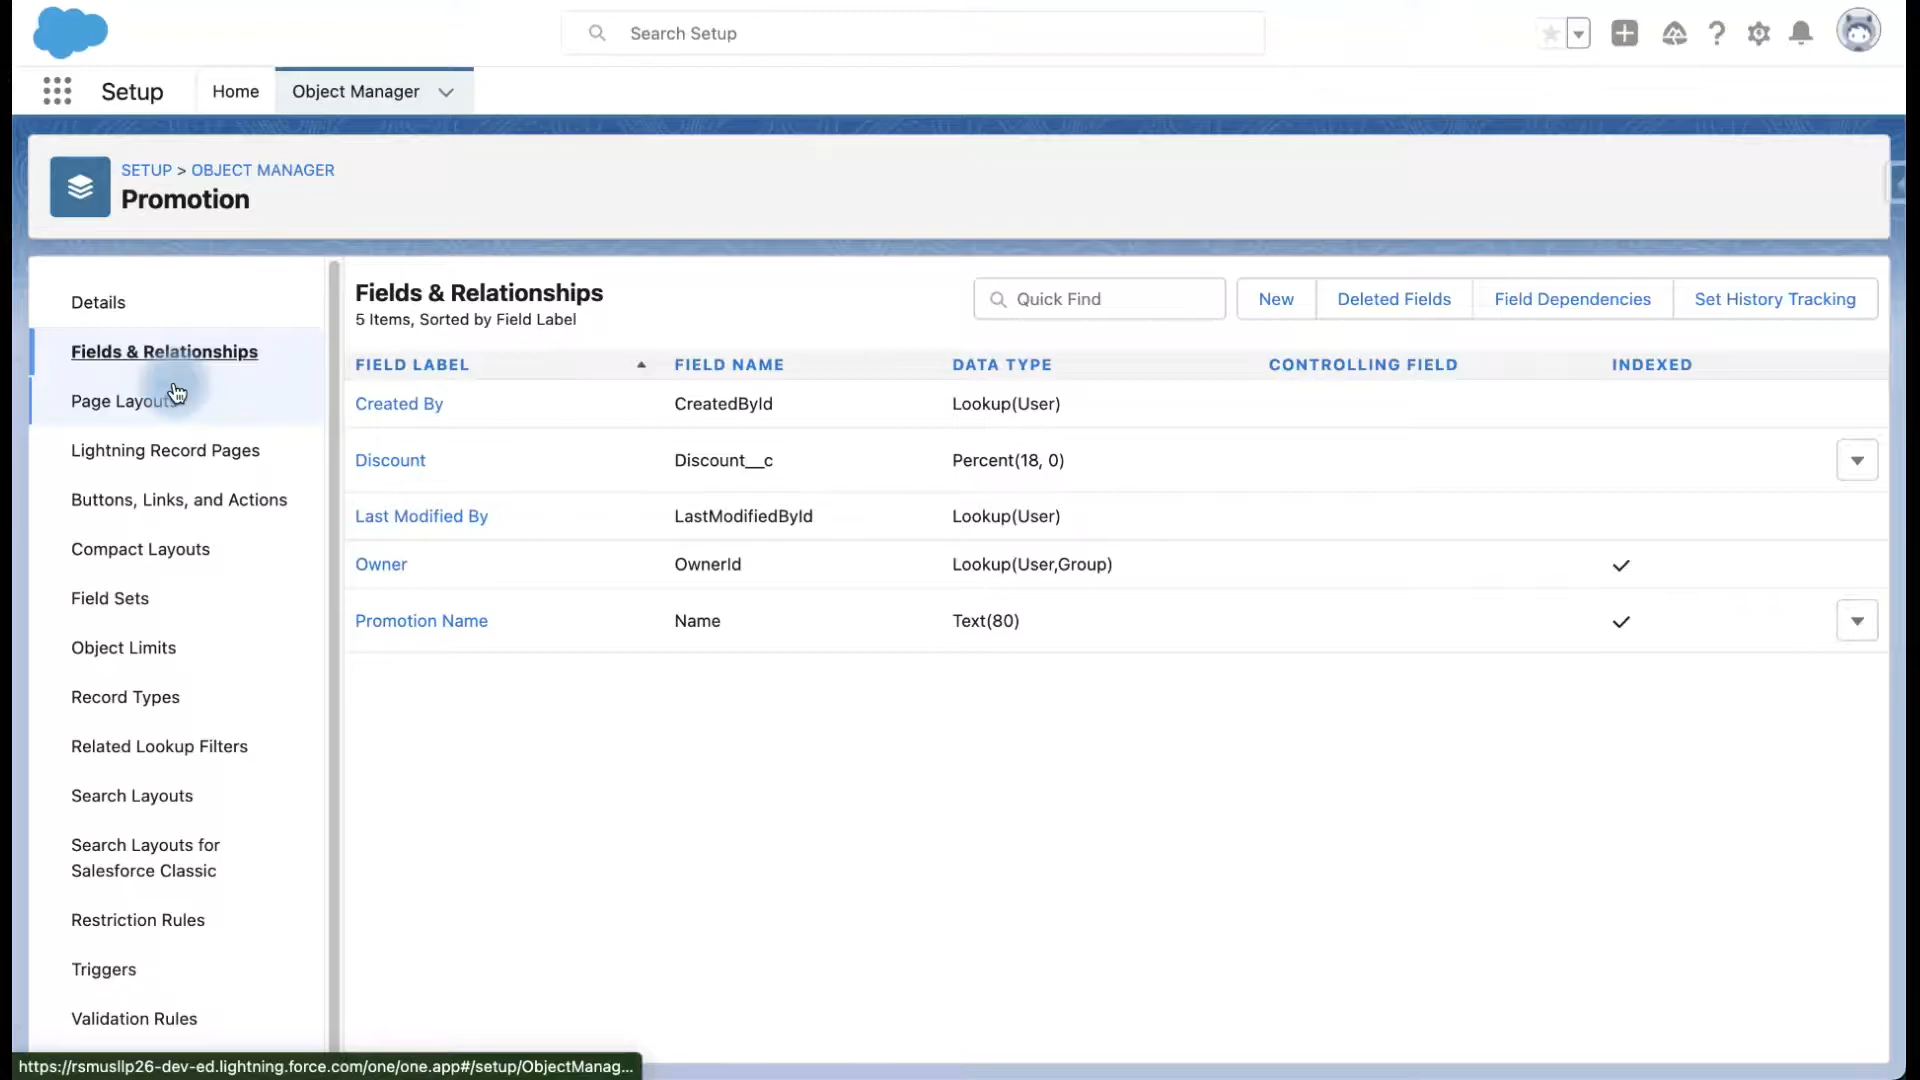 Search Setup
Setup
Home
Object Manager
SETUP > OBJECT MANAGER
Promotion
Details
Fields & Relationships
Page Layouts
Lightning Record Pages
Buttons, Links, and Actions
Compact Layouts
Field Sets
Object Limits
Record Types
Related Lookup Filters
Search Layouts
Search Layouts for
Salesforce Classic
Restriction Rules
Triggers
Validation Rules
Fields & Relationships
5 Items, Sorted by Field Label
Quick Find
New
Deleted Fields
Field Dependencies
Set History Tracking
FIELD LABEL FIELD NAME DATA TYPE CONTROLLING FIELD INDEXED
Created By CreatedById Lookup(User)
Discount Discount__c Percent(18, 0)
Last Modified By LastModifiedById Lookup(User)
Owner OwnerId Lookup(User,Group)
Promotion Name Name Text(80)
https://rsmusllp26-dev-ed.lightning.force.com/one/one.app#/setup/ObjectManag...